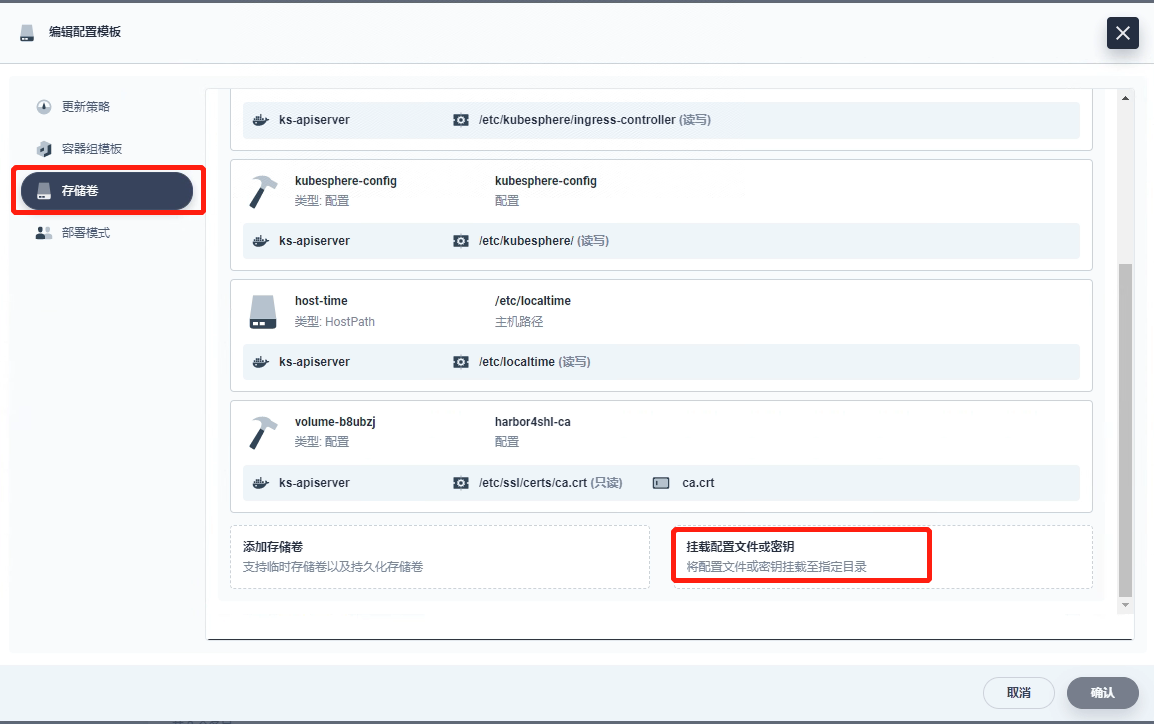 编辑配置模板
更新策略
容器组模板
存储卷
部署模式
ks-apiserver /etc/kubesphere/ingress-controller (读写)
kubesphere-config kubesphere-config
类型: 配置 配置
ks-apiserver /etc/kubesphere/ (读写)
host-time /etc/localtime
类型: HostPath 主机路径
ks-apiserver /etc/localtime (读写)
volume-b8ubzj harbor4shl-ca
类型: 配置 配置
ks-apiserver /etc/ssl/certs/ca.crt (只读) ca.crt
添加存储卷
支持临时存储卷以及持久化存储卷
挂载配置文件或密钥
将配置文件或密钥挂载至指定目录
取消 确认